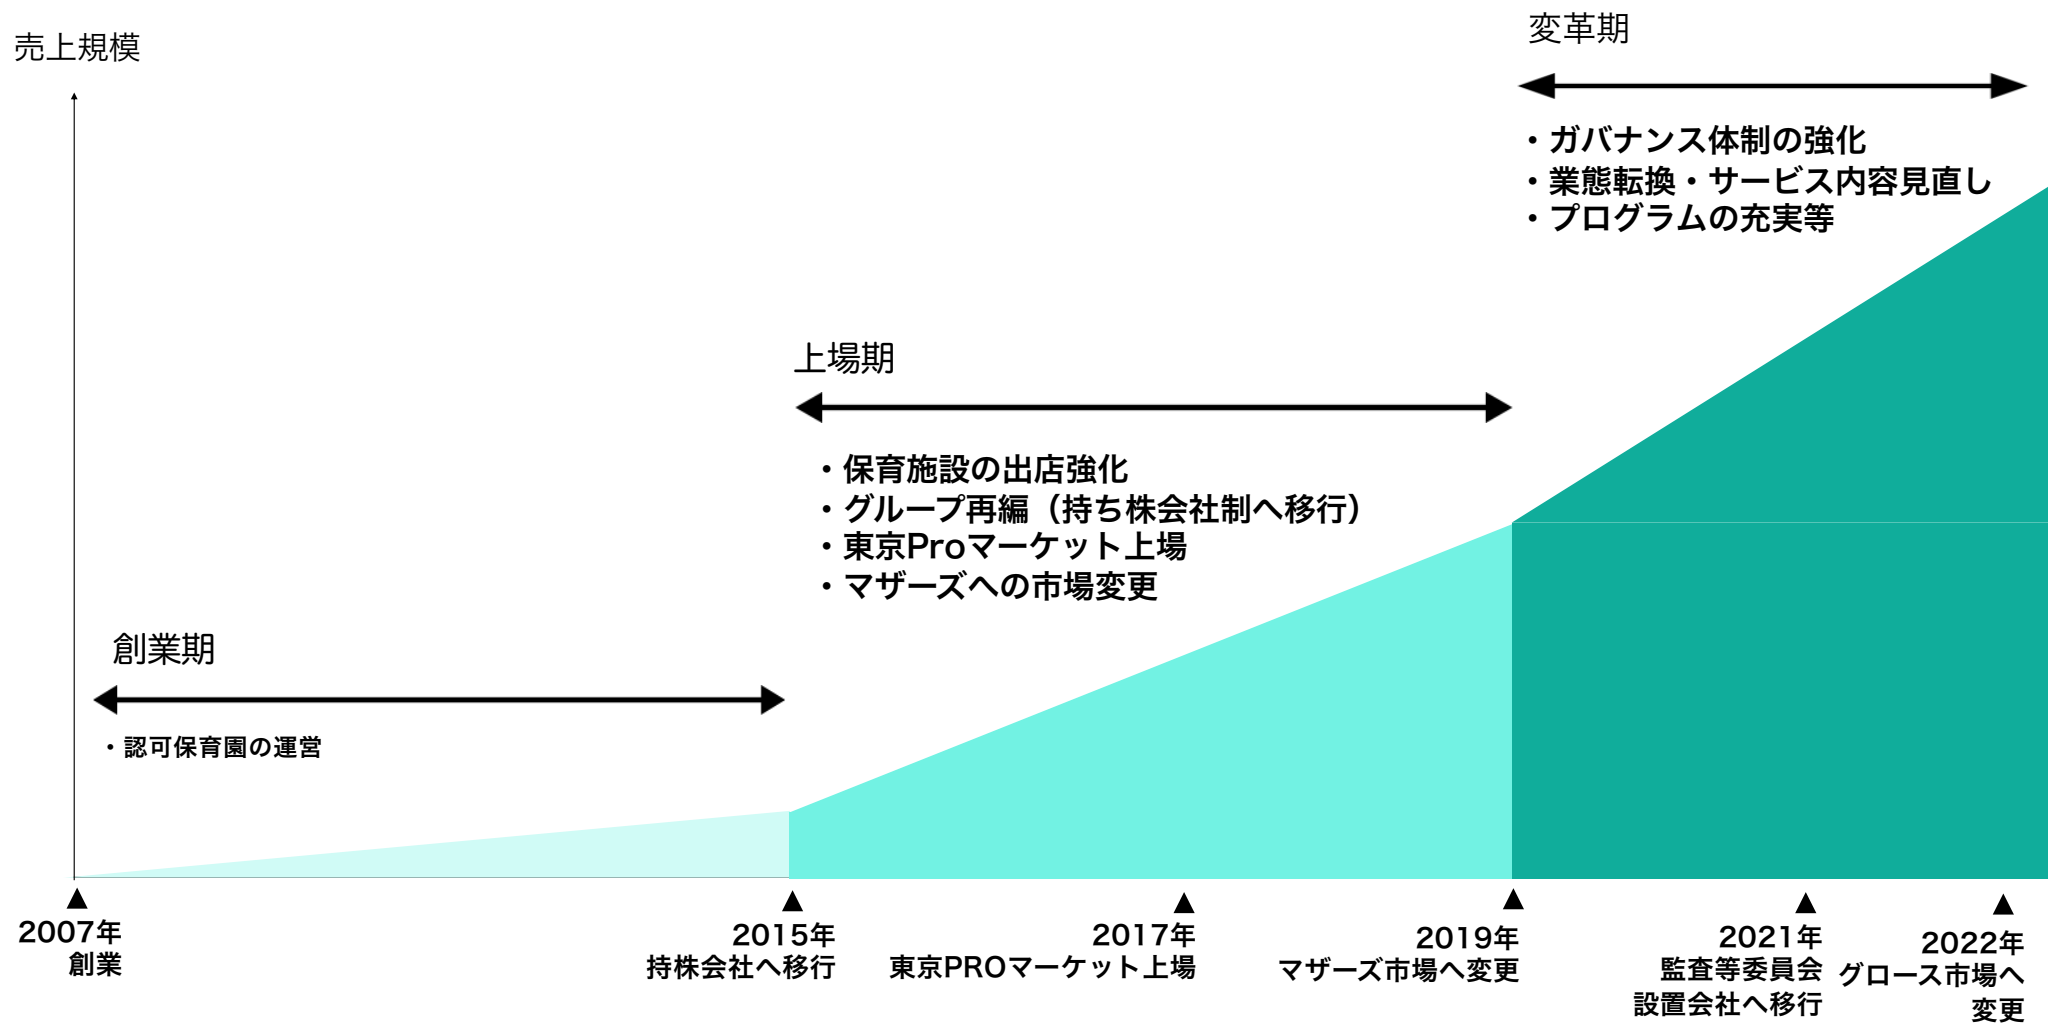 売上規模
変革期
・ガバナンス体制の強化
・業態転換・サービス内容見直し
・プログラムの充実等
上場期
・保育施設の出店強化
・グループ再編（持ち株会社制へ移行）
・東京Proマーケット上場
・マザーズへの市場変更
創業期
・認可保育園の運営
▲
2007年
創業
▲
2015年
持株会社へ移行
▲
2017年
東京PROマーケット上場
▲
2019年
マザーズ市場へ変更
▲
2021年
監査等委員会
設置会社へ移行
▲
2022年
グロース市場へ
変更